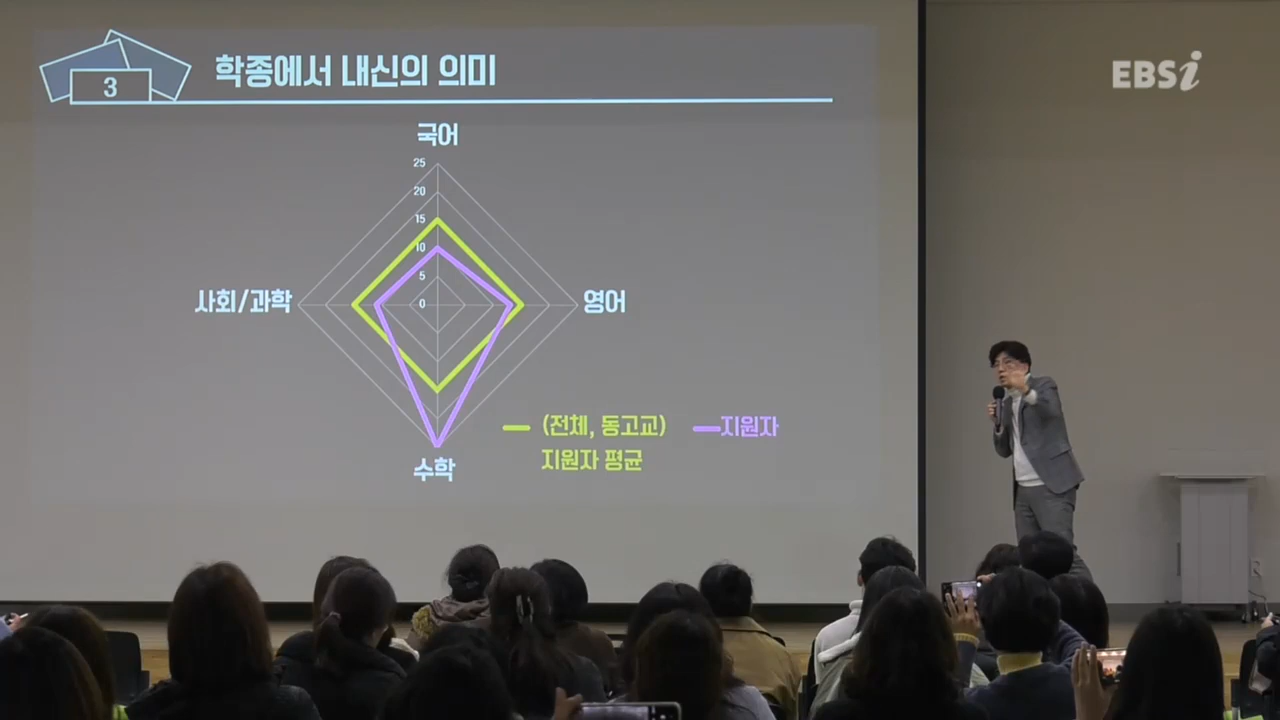 3
학종에서 내신의 의미
EBSi
국어
25
20
15
10
5
0
사회/과학
영어
수학
(전체, 동고교)
지원자 평균
지원자